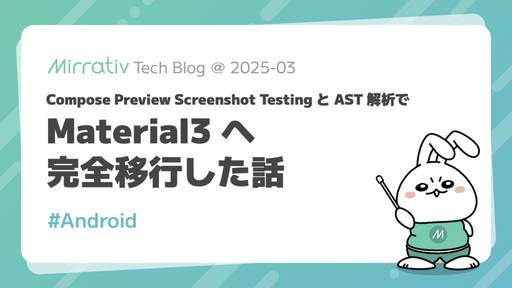 Mirrativ Tech Blog @ 2025-03
Compose Preview Screenshot Testing と AST 解析で
Material3 へ
完全移行した話
#Android
M